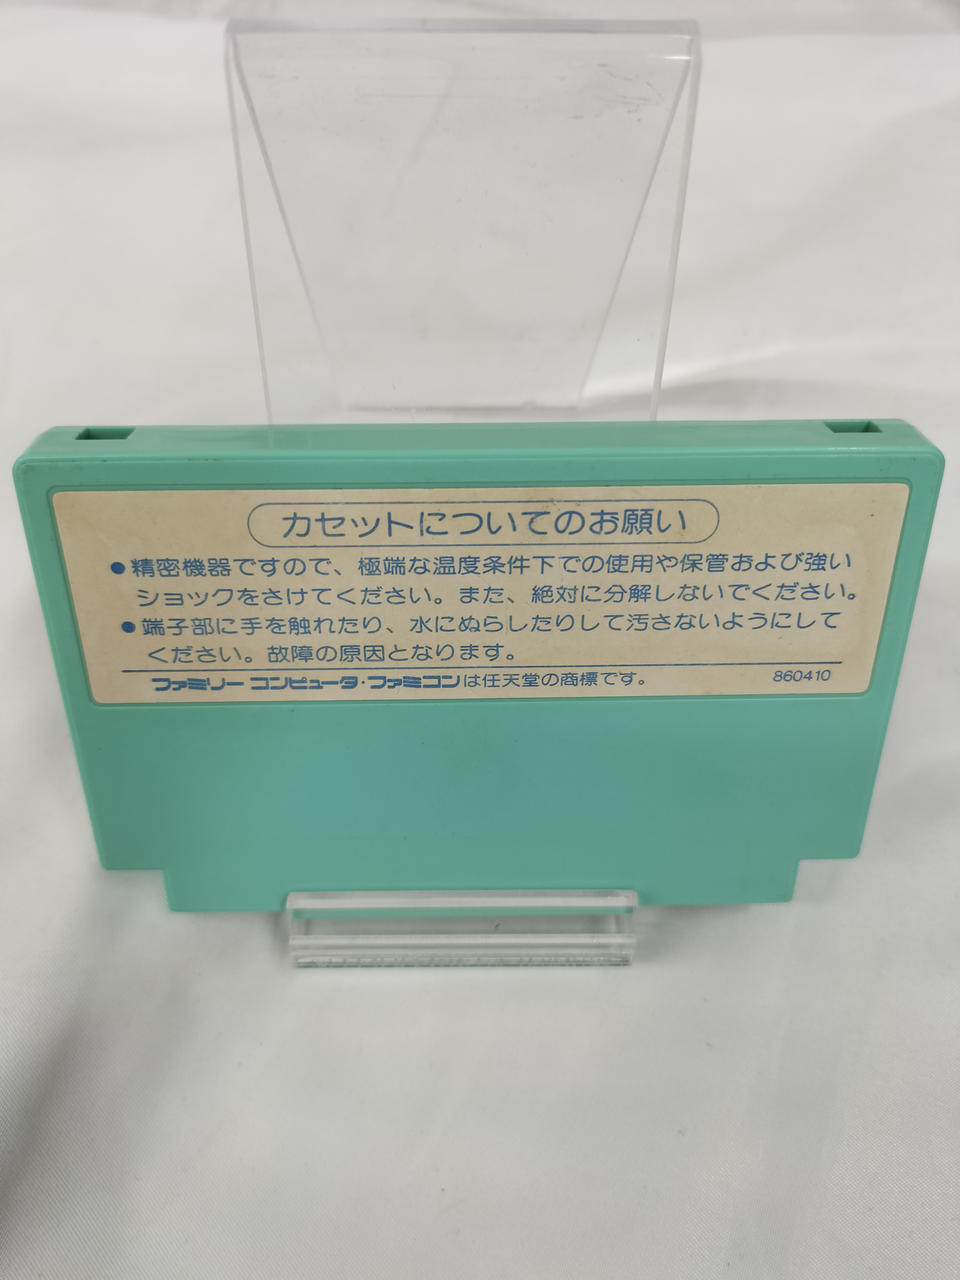 カセットについてのお願い
●精密機器ですので、極端な温度条件下での使用や保管および強い
ショックをさけてください。また、絶対に分解しないでください。
●端子部に手を触れたり、水にぬらしたりして汚さないようにして
ください。故障の原因となります。
ファミリー コンピュータ・ファミコンは任天堂の商標です。 860410